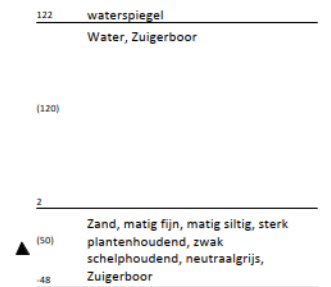 122 waterspiegel
Water, Zuigerboor
(120)
2
Zand, matig fijn, matig siltig, sterk
(50) plantenhoudend, zwak
schelphoudend, neutraalgrijs,
-48 Zuigerboor